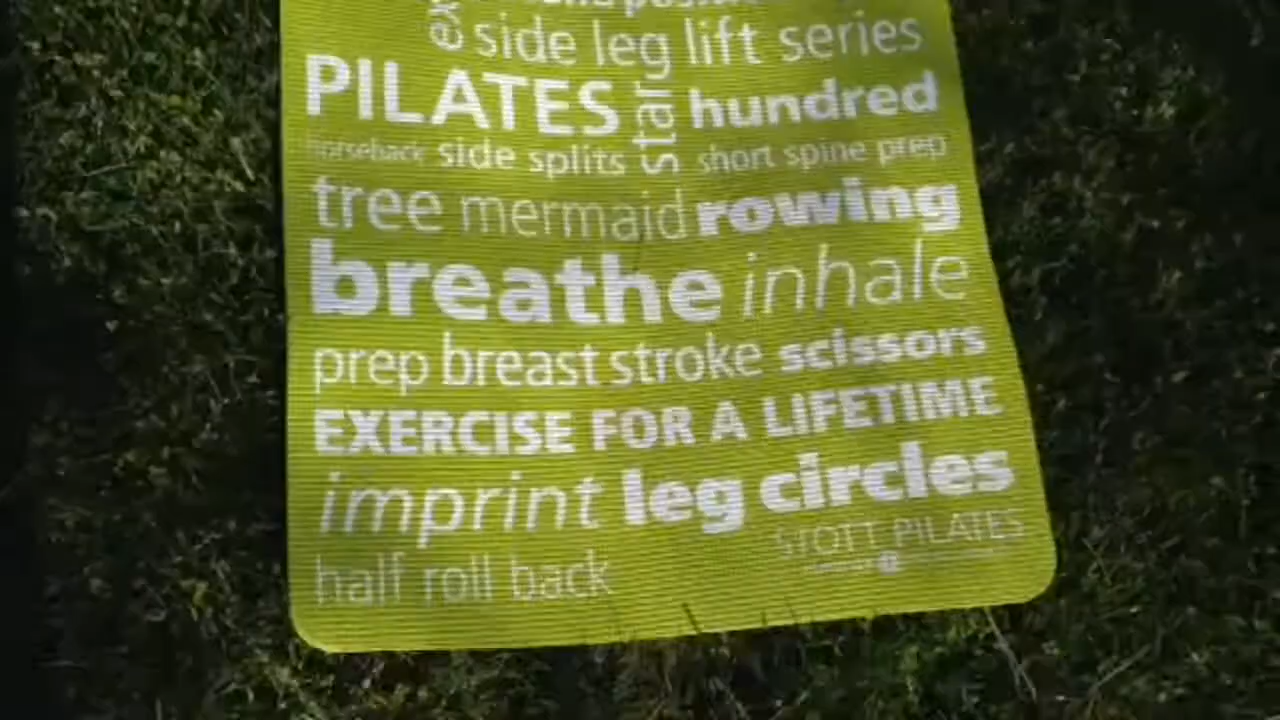 side leg lift series
PILATES star hundred
horseback side splits short spine prep
tree mermaid rowing
breathe inhale
prep breast stroke scissors
EXERCISE FOR A LIFETIME
imprint leg circles
STOTT PILATES
half roll back